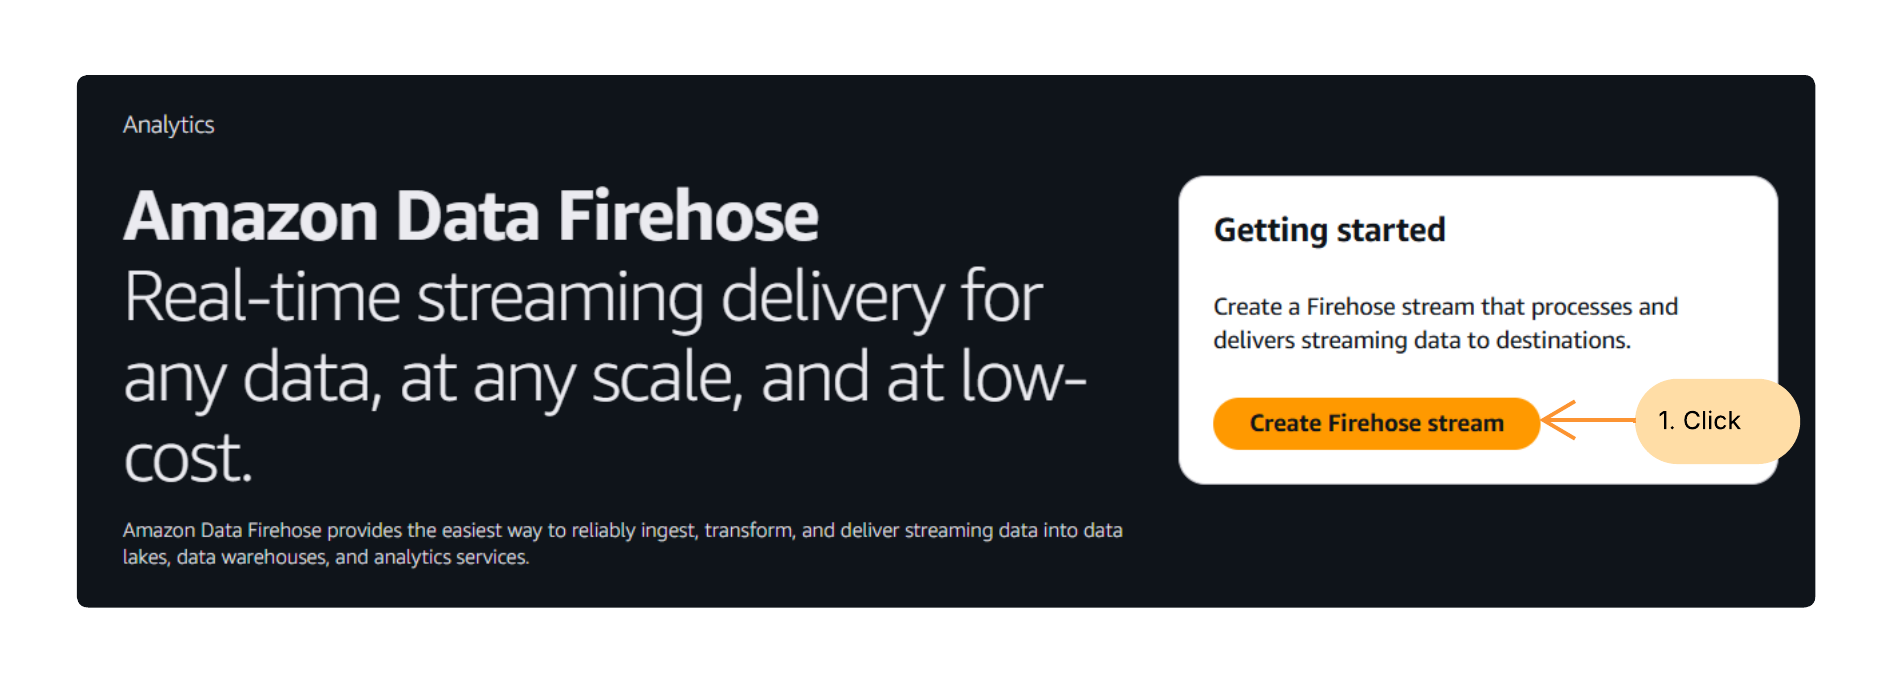 Analytics
Amazon Data Firehose
Real-time streaming delivery for
any data, at any scale, and at low-
cost.
Amazon Data Firehose provides the easiest way to reliably ingest, transform, and deliver streaming data into data
lakes, data warehouses, and analytics services.
Getting started
Create a Firehose stream that processes and
delivers streaming data to destinations.
Create Firehose stream
1. Click